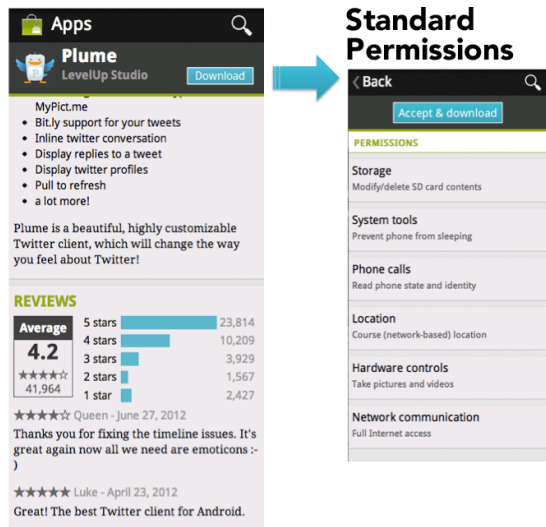 Apps
Plume
LevelUp Studio
Download
MyPict.me
Bit.ly support for your tweets
Inline twitter conversation
Display replies to a tweet
Display twitter profiles
Pull to refresh
a lot more!
Plume is a beautiful, highly customizable
Twitter client, which will change the way
you feel about Twitter!
REVIEWS
Average
4.2
41,964
5 stars 23,814
4 stars 10,209
3 stars 3,929
2 stars 1,567
1 star 2,427
Queen - June 27, 2012
Thanks you for fixing the timeline issues. It's
great again now all we need are emoticons :-
)
Luke - April 23, 2012
Great! The best Twitter client for Android.
Standard
Permissions
Back
Accept & download
PERMISSIONS
Storage
Modify/delete SD card contents
System tools
Prevent phone from sleeping
Phone calls
Read phone state and identity
Location
Course (network-based) location
Hardware controls
Take pictures and videos
Network communication
Full Internet access